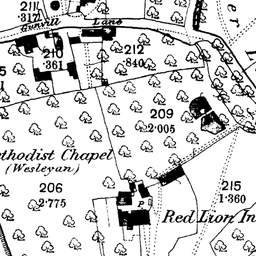 211
·317
Gunvill Lane
210
·361
212
·840
209
2·005
thodist Chapel
(Wesleyan)
206
2·775
215
1·360
Red Lion In
P